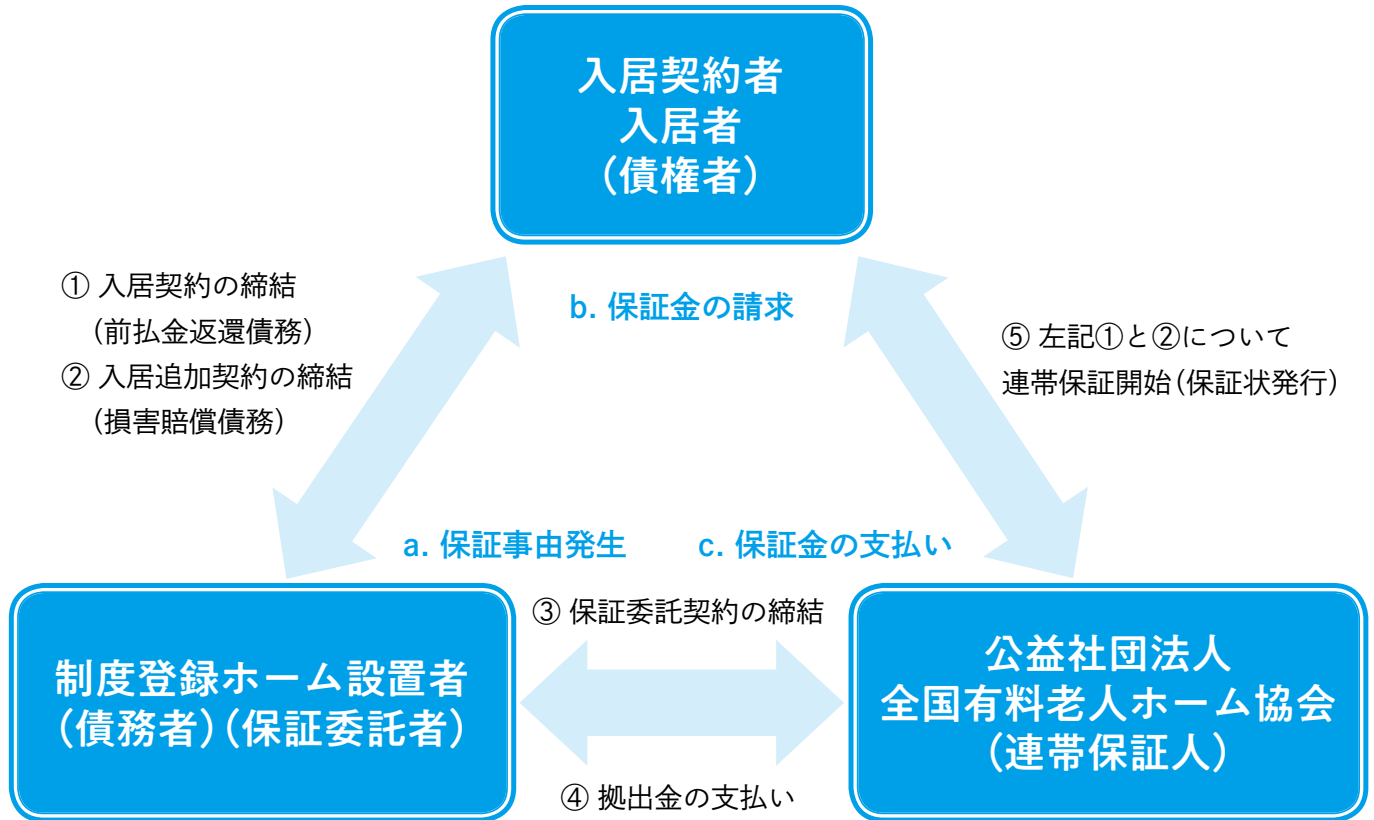 入居契約者
入居者
(債権者)
① 入居契約の締結
(前払金返還債務)
② 入居追加契約の締結
(損害賠償債務)
b. 保証金の請求
⑤ 左記①と②について
連帯保証開始(保証状発行)
a. 保証事由発生
c. 保証金の支払い
③ 保証委託契約の締結
制度登録ホーム設置者
(債務者)(保証委託者)
公益社団法人
全国有料老人ホーム協会
(連帯保証人)
④ 拠出金の支払い